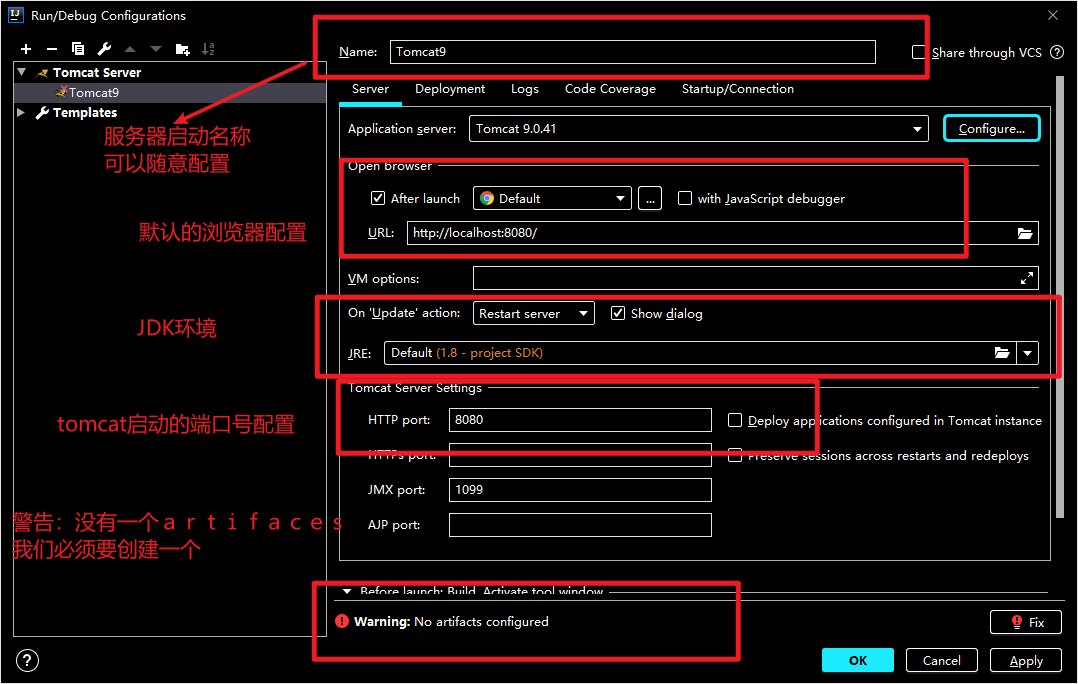 Run/Debug Configurations
Name: Tomcat9
Share through VCS
Tomcat Server
Tomcat9
Templates
服务器启动名称
可以随意配置
Server Deployment Logs Code Coverage Startup/Connection
Application server: Tomcat 9.0.41 Configure...
Open browser
After launch Default ... with JavaScript debugger
默认的浏览器配置
URL: http://localhost:8080/
VM options:
On 'Update' action: Restart server Show dialog
JDK环境
JRE: Default (1.8 - project SDK)
Tomcat Server Settings
HTTP port: 8080 Deploy applications configured in Tomcat instance
tomcat启动的端口号配置
HTTPs port: Preserve sessions across restarts and redeploys
JMX port: 1099
AJP port:
警告：没有一个ａｒｔｉｆａｃｅｓ
我们必须要创建一个
Before launch: Build, Activate tool window
Warning: No artifacts configured
Fix
? OK Cancel Apply